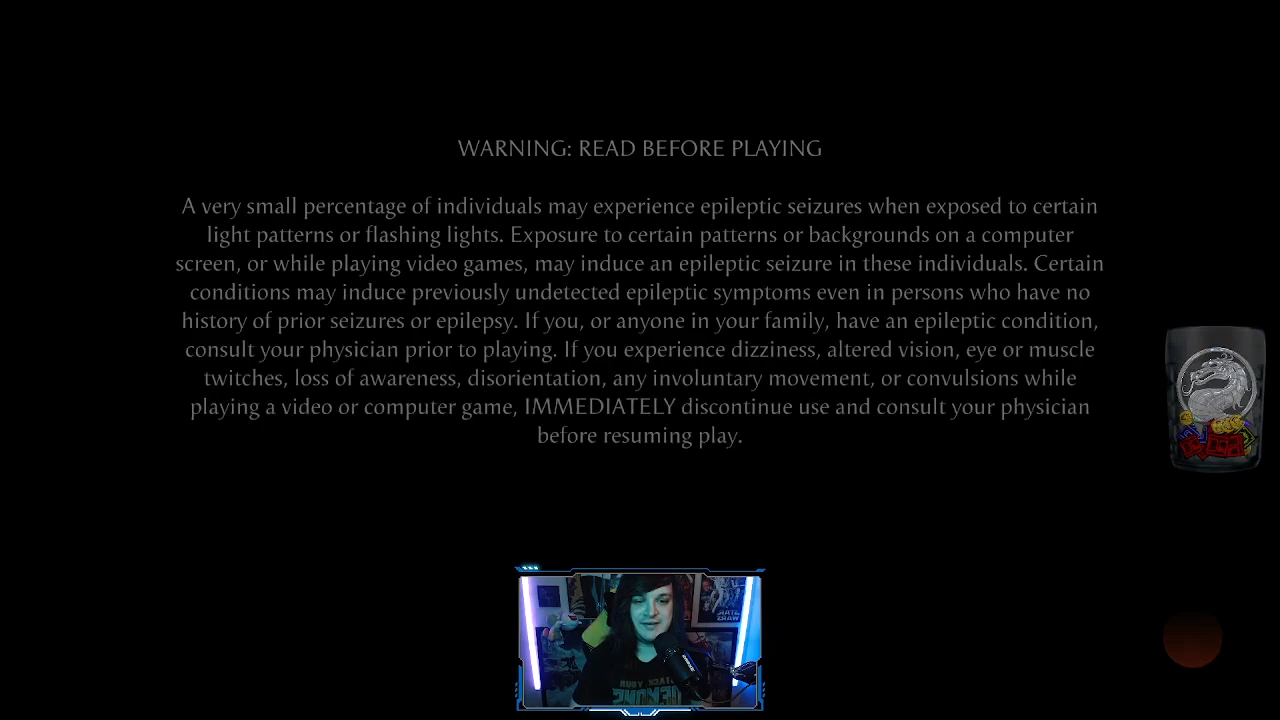 WARNING: READ BEFORE PLAYING
A very small percentage of individuals may experience epileptic seizures when exposed to certain
light patterns or flashing lights. Exposure to certain patterns or backgrounds on a computer
screen, or while playing video games, may induce an epileptic seizure in these individuals. Certain
conditions may induce previously undetected epileptic symptoms even in persons who have no
history of prior seizures or epilepsy. If you, or anyone in your family, have an epileptic condition,
consult your physician prior to playing. If you experience dizziness, altered vision, eye or muscle
twitches, loss of awareness, disorientation, any involuntary movement, or convulsions while
playing a video or computer game, IMMEDIATELY discontinue use and consult your physician
before resuming play.
STAR
WARS